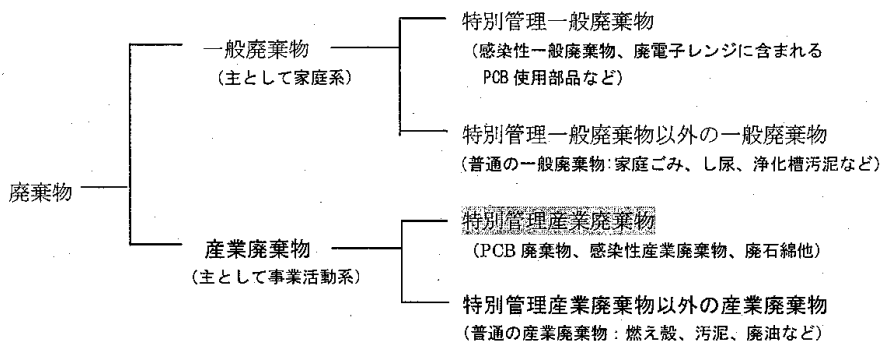 特別管理一般廃棄物
一般廃棄物
(感染性一般廃棄物、廃電子レンジに含まれる
(主として家庭系)
PCB使用部品など)
特別管理一般廃棄物以外の一般廃棄物
(普通の一般廃棄物:家庭ごみ、し尿、浄化槽汚泥など)
廃棄物
特別管理産業廃棄物
産業廃棄物
(PCB廃棄物、感染性産業廃棄物、廃石綿他)
(主として事業活動系)
特別管理産業廃棄物以外の産業廃棄物
(普通の産業廃棄物:燃え殻、汚泥、廃油など)